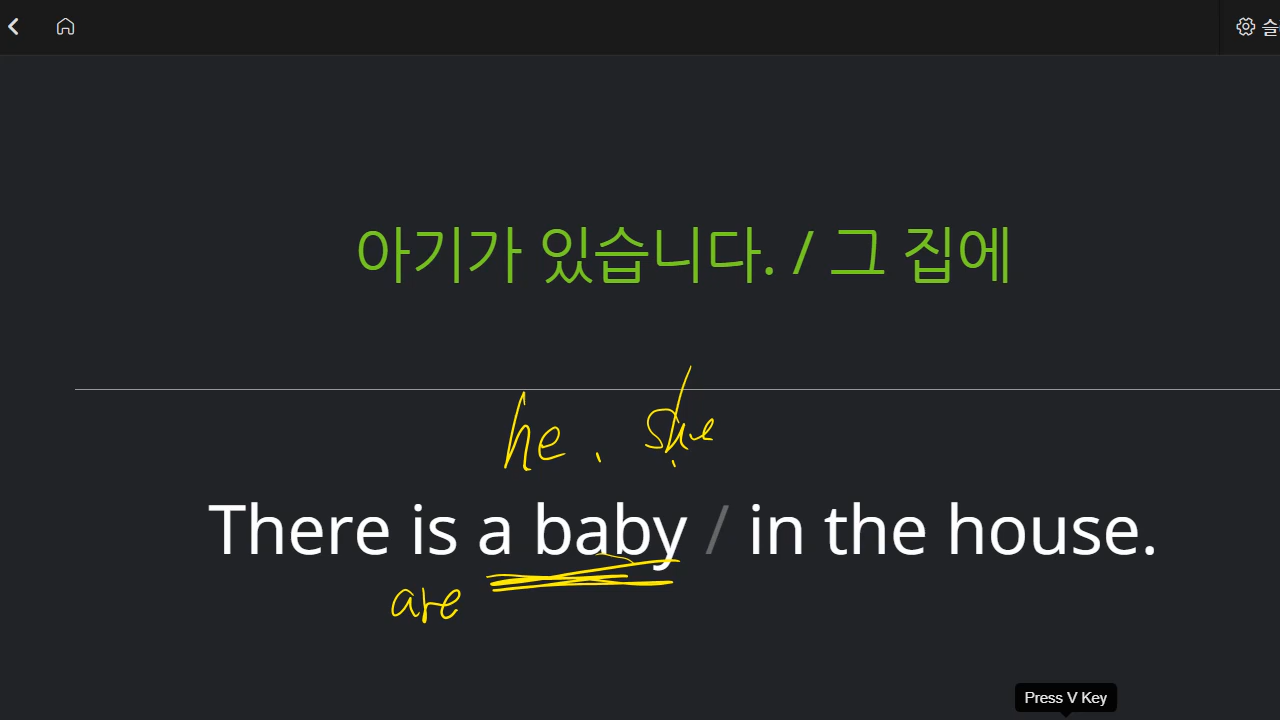 슬
아기가 있습니다. / 그 집에
he. she
There is a baby / in the house.
are
Press V Key